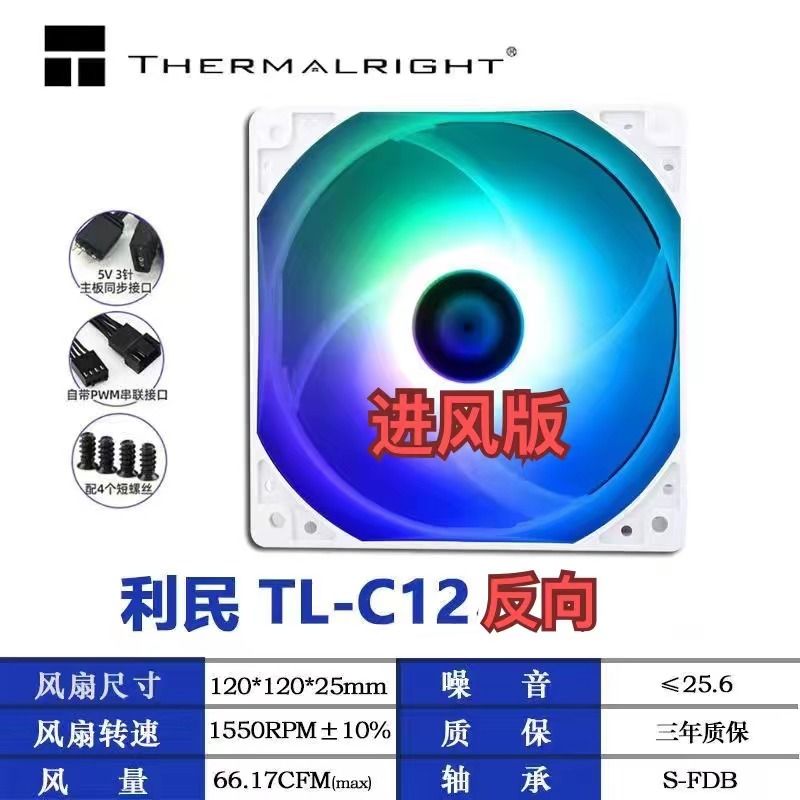 THERMALRIGHT®
5V 3针
主板同步接口
自带PWM串联接口
配4个短螺丝
进风版
利民 TL-C12 反向
风扇尺寸 120*120*25mm 噪音 ≤25.6
风扇转速 1550RPM±10% 质保 三年质保
风量 66.17CFM(max) 轴承 S-FDB